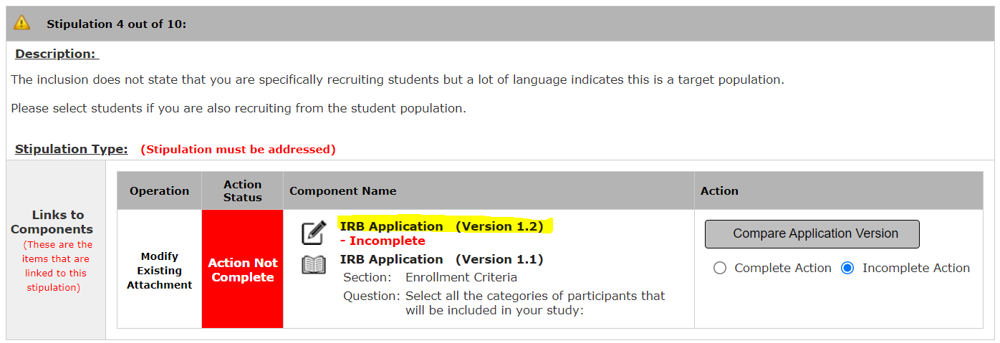 Stipulation 4 out of 10:
Description:
The inclusion does not state that you are specifically recruiting students but a lot of language indicates this is a target population.
Please select students if you are also recruiting from the student population.
Stipulation Type: (Stipulation must be addressed)
Links to
Components
(These are the
items that are
linked to this
stipulation)
Operation
Action
Status
Component Name
Action
Modify
Existing
Attachment
Action Not
Complete
IRB Application (Version 1.2)
- Incomplete
IRB Application (Version 1.1)
Section: Enrollment Criteria
Question: Select all the categories of participants that
will be included in your study:
Compare Application Version
Complete Action Incomplete Action